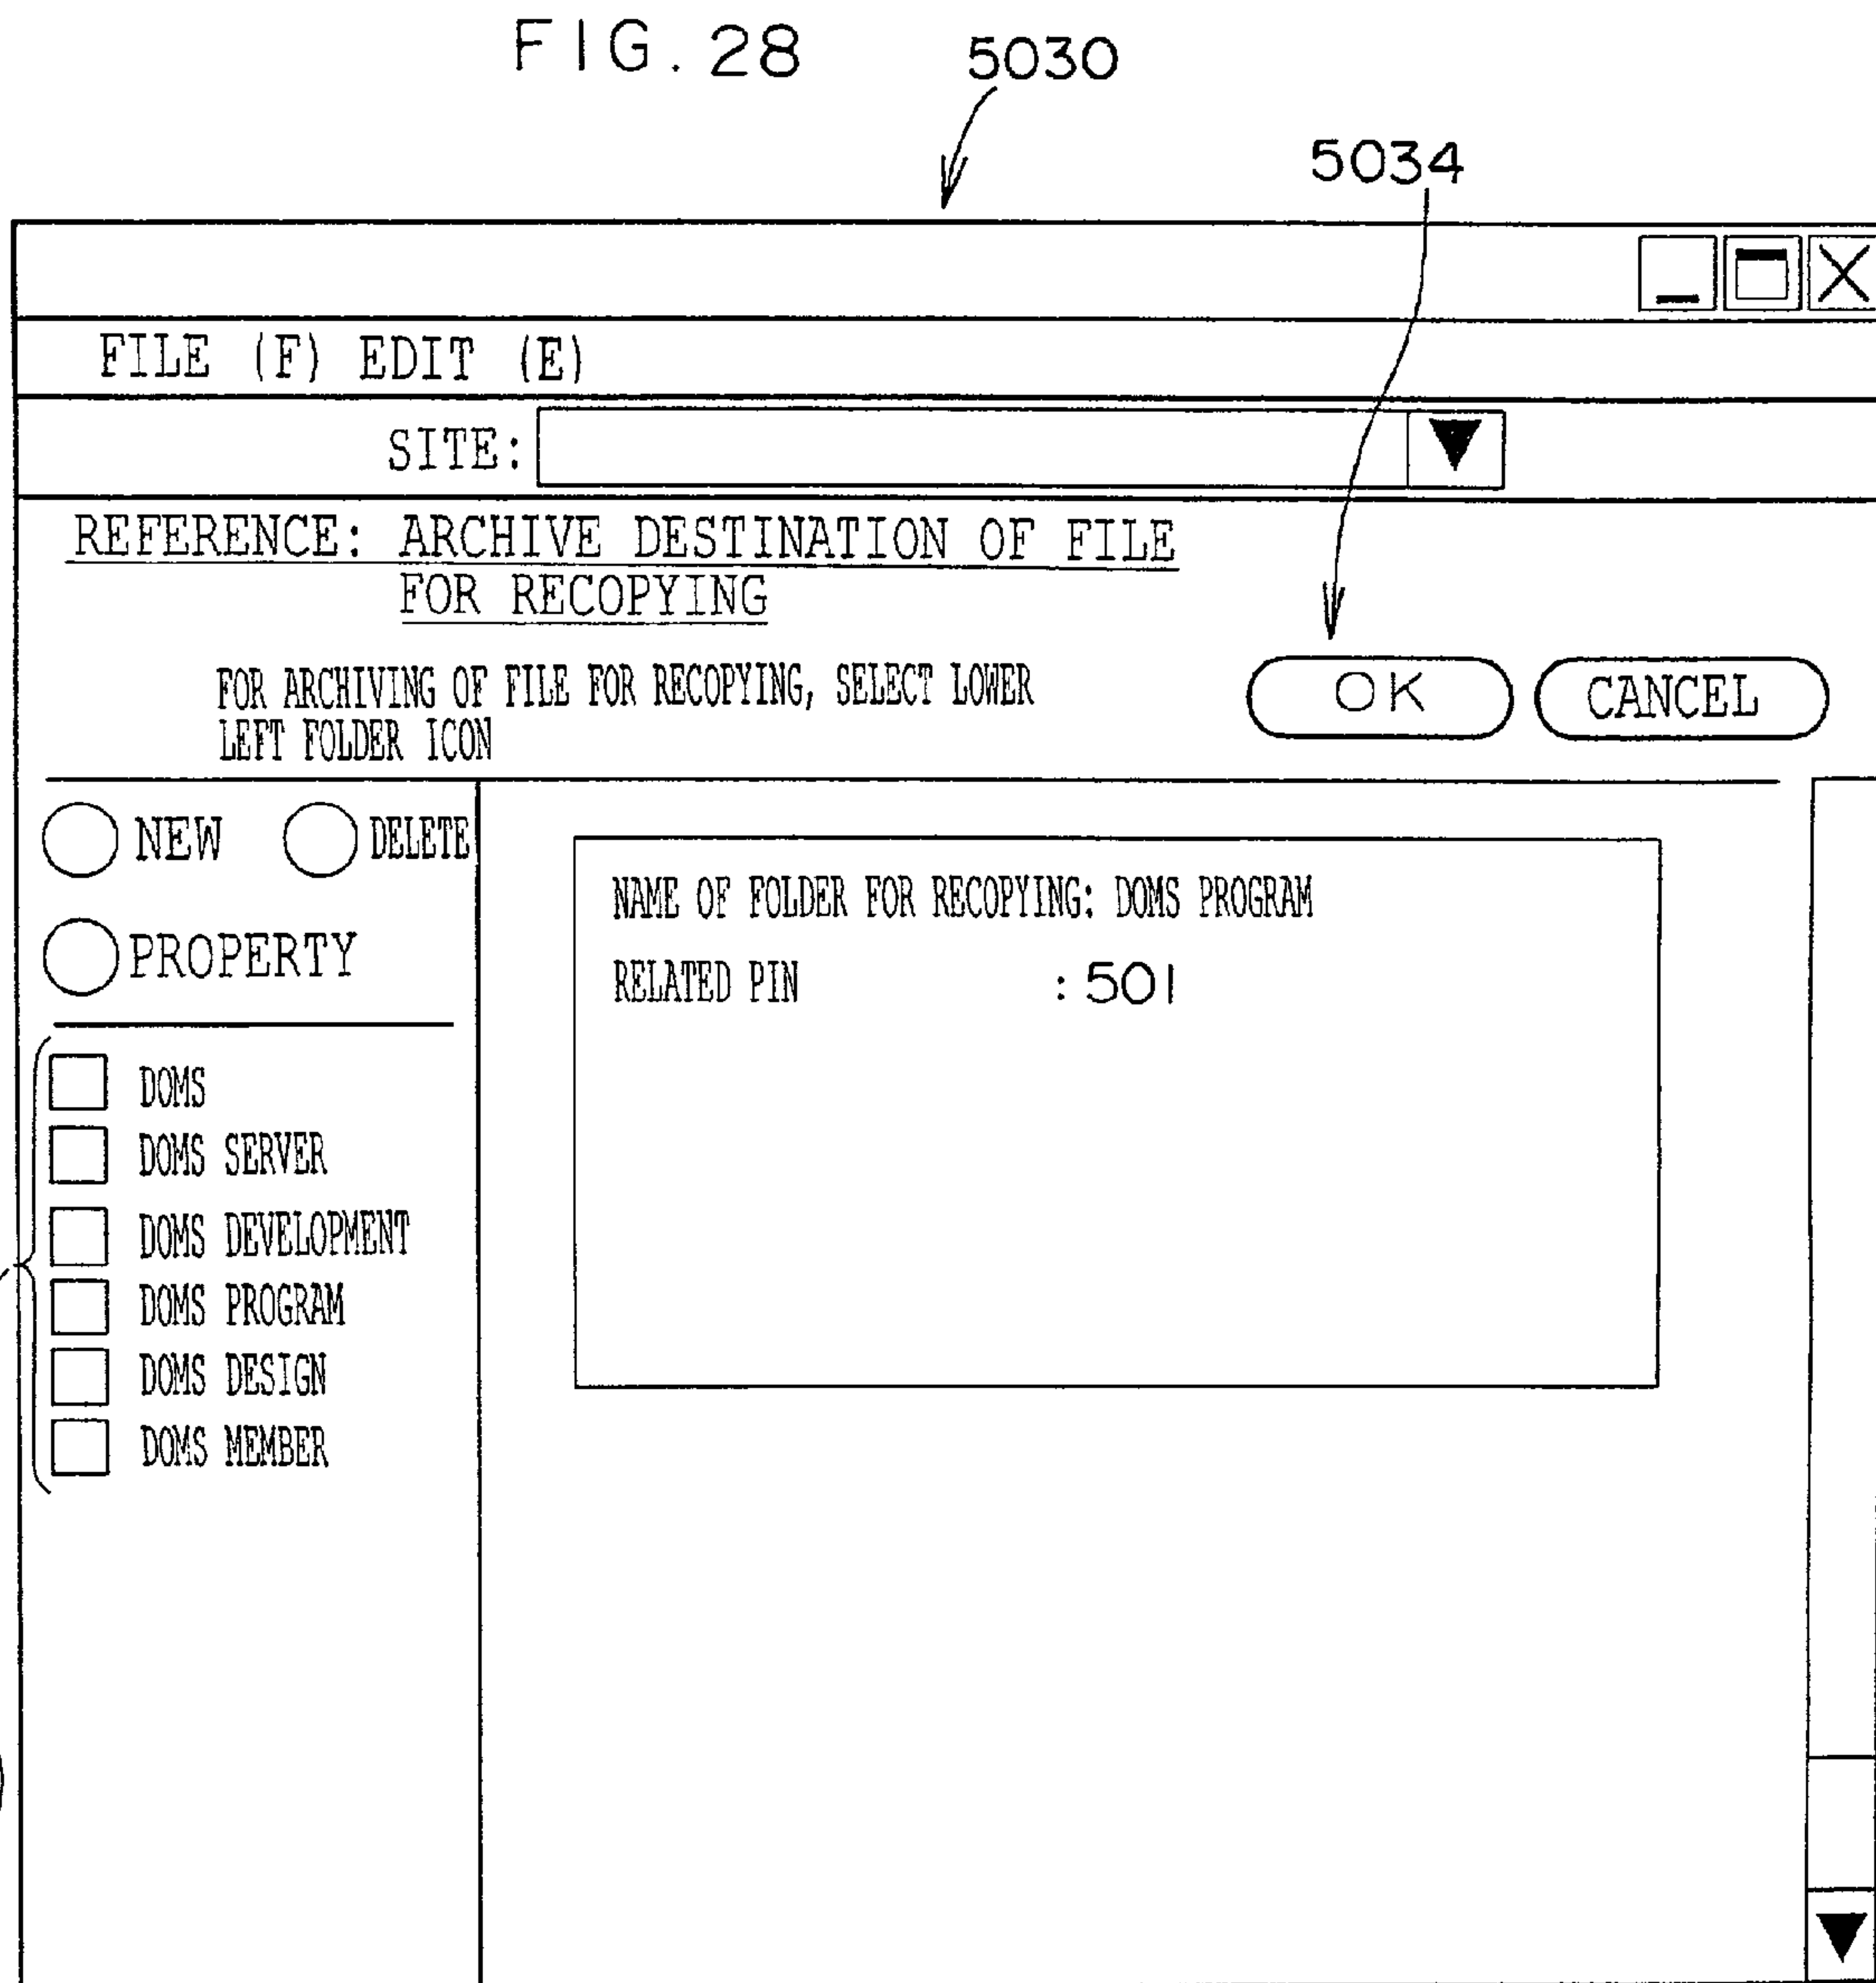 FIG. 28
5030
5034
FILE (F) EDIT (E)
SITE:
REFERENCE: ARCHIVE DESTINATION OF FILE
FOR RECOPYING
FOR ARCHIVING OF FILE FOR RECOPYING, SELECT LOWER
LEFT FOLDER ICON
OK
CANCEL
NEW
DELETE
PROPERTY
DOMS
DOMS SERVER
DOMS DEVELOPMENT
DOMS PROGRAM
DOMS DESIGN
DOMS MEMBER
NAME OF FOLDER FOR RECOPYING: DOMS PROGRAM
RELATED PIN : 501